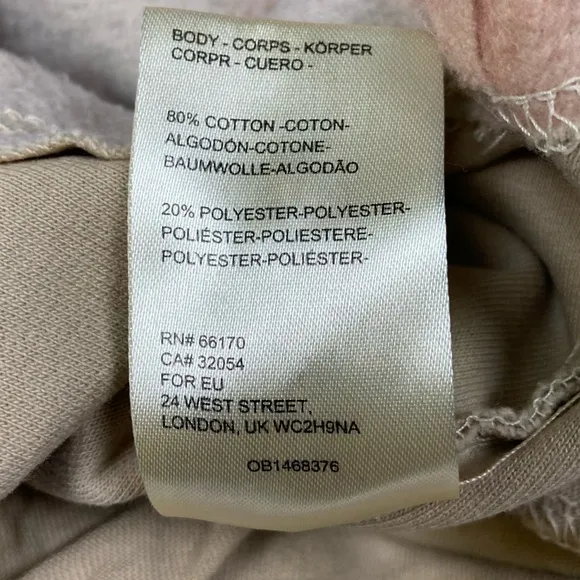 BODY - CORPS - KÖRPER
CORPR - CUERO -
80% COTTON -COTON-
ALGODÓN-COTONE-
BAUMWOLLE-ALGODÃO
20% POLYESTER-POLYESTER-
POLIÉSTER-POLIESTERE-
POLYESTER-POLIÉSTER-
RN# 66170
CA# 32054
FOR EU
24 WEST STREET,
LONDON, UK WC2H9NA
OB1468376